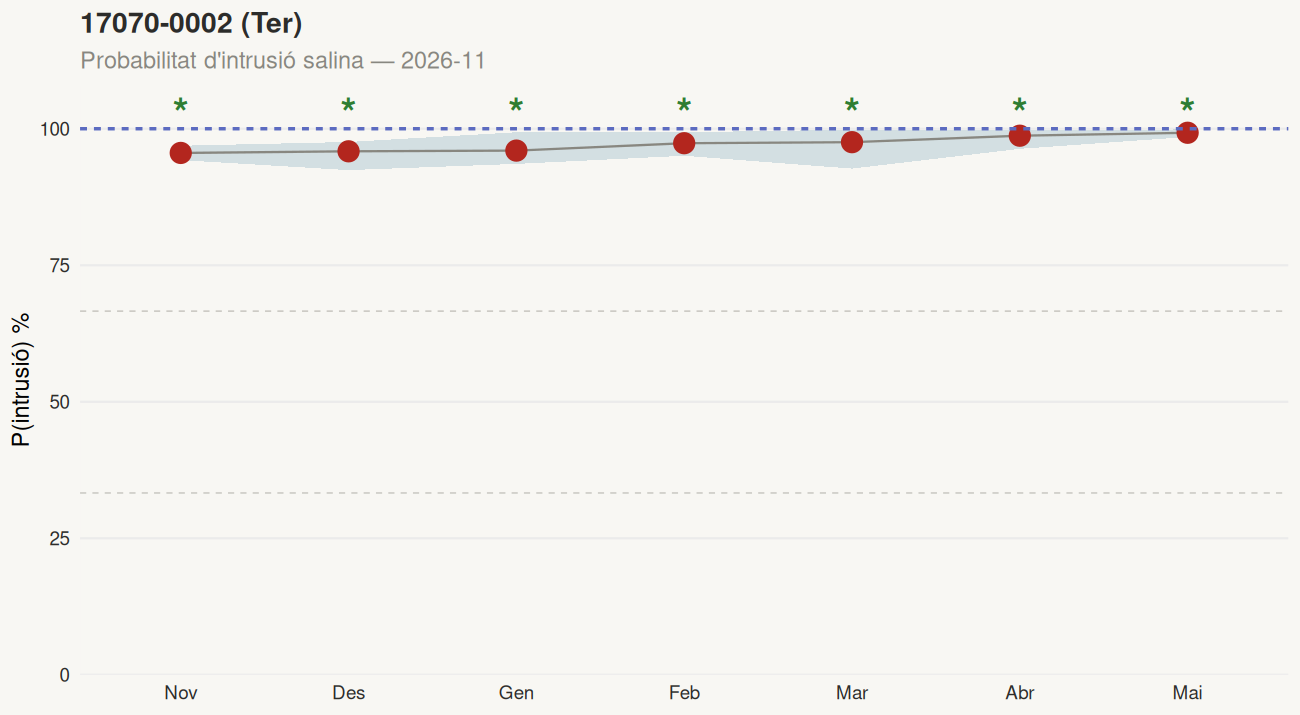 17070-0002 (Ter)
Probabilitat d'intrusió salina — 2026-11
* * * * * * *
100
75
50
25
0
P(intrusió) %
Nov Des Gen Feb Mar Abr Mai